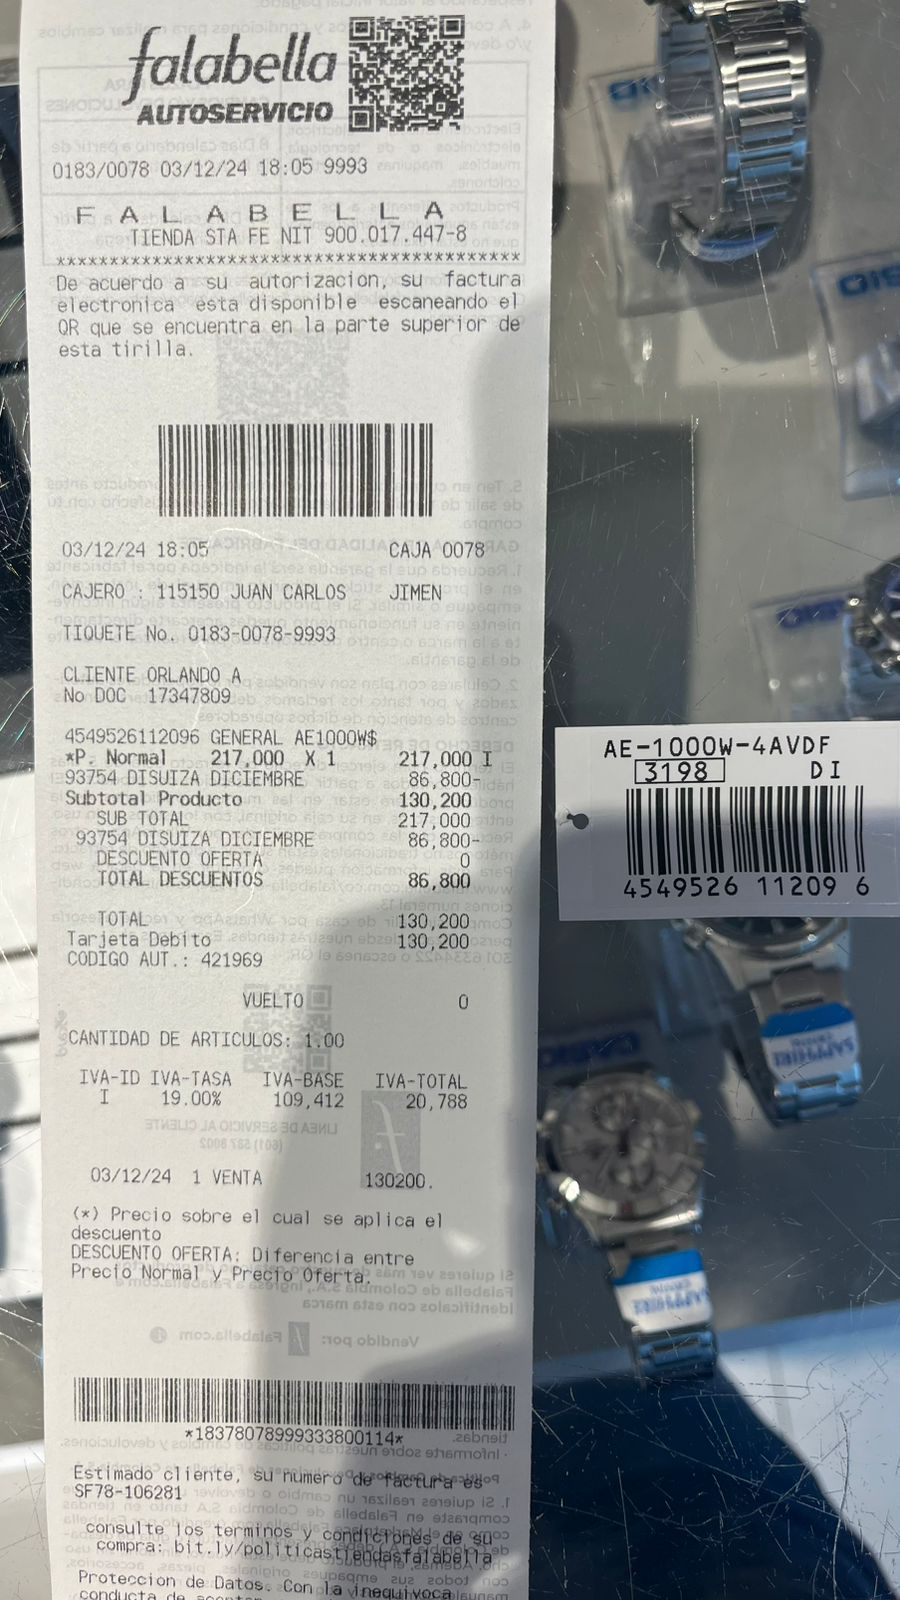 falabella
AUTOSERVICIO
0183/0078 03/12/24 18:05 9993
F A L A B E L L A
TIENDA STA FE NIT 900.017.447-8
*******************************************
De acuerdo a su autorizacion, su factura
electronica esta disponible escaneando el
QR que se encuentra en la parte superior de
esta tirilla.
03/12/24 18:05 CAJA 0078
CAJERO : 115150 JUAN CARLOS JIMEN
TIQUETE No. 0183-0078-9993
CLIENTE ORLANDO A
No DOC 17347809
4549526112096 GENERAL AE1000W$
*P. Normal 217,000 X 1 217,000 I
93754 DISUIZA DICIEMBRE 86,800-
Subtotal Producto 130,200
SUB TOTAL 217,000
93754 DISUIZA DICIEMBRE 86,800-
DESCUENTO OFERTA 0
TOTAL DESCUENTOS 86,800
TOTAL 130,200
Tarjeta Debito 130,200
CODIGO AUT.: 421969
VUELTO 0
CANTIDAD DE ARTICULOS: 1.00
IVA-ID IVA-TASA IVA-BASE IVA-TOTAL
I 19.00% 109,412 20,788
03/12/24 1 VENTA 130200.
(*) Precio sobre el cual se aplica el
descuento
DESCUENTO OFERTA: Diferencia entre
Precio Normal y Precio Oferta.
*18378078999333800114*
Estimado cliente, su numero de factura es
SF78-106281
consulte los terminos y condiciones de su
compra: bit.ly/politicastiendasfalabella
Proteccion de Datos. Con la inequivoca
AE-1000W-4AVDF
3198 DI
4549526 11209 6
CASIO
SAPPHIRE
SAPPHIRE